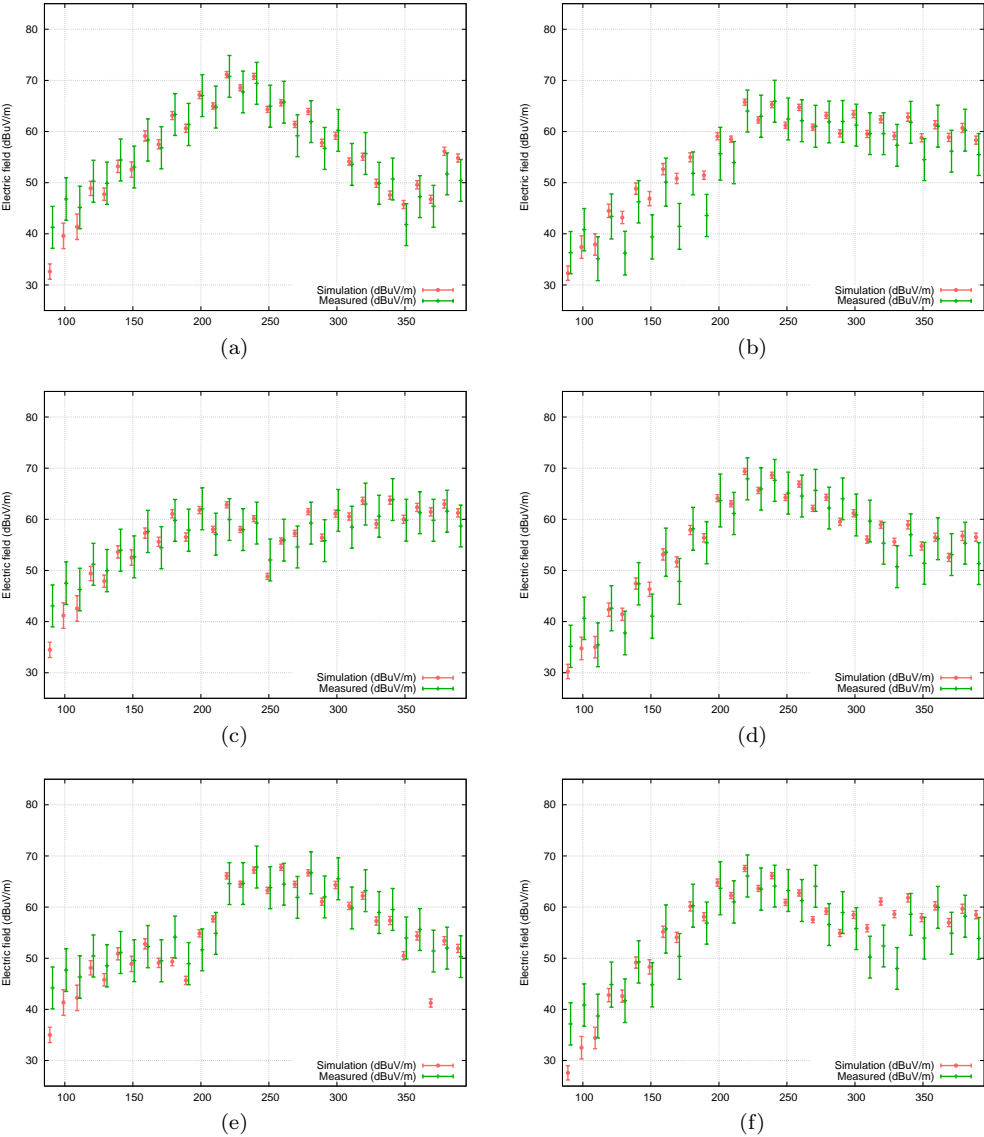 80
70
60
50
40
30
Electric field (dBuV/m)
Simulation (dBuV/m)
Measured (dBuV/m)
100 150 200 250 300 350
(a)
80
70
60
50
40
30
Electric field (dBuV/m)
Simulation (dBuV/m)
Measured (dBuV/m)
100 150 200 250 300 350
(b)
80
70
60
50
40
30
Electric field (dBuV/m)
Simulation (dBuV/m)
Measured (dBuV/m)
100 150 200 250 300 350
(c)
80
70
60
50
40
30
Electric field (dBuV/m)
Simulation (dBuV/m)
Measured (dBuV/m)
100 150 200 250 300 350
(d)
80
70
60
50
40
30
Electric field (dBuV/m)
Simulation (dBuV/m)
Measured (dBuV/m)
100 150 200 250 300 350
(e)
80
70
60
50
40
30
Electric field (dBuV/m)
Simulation (dBuV/m)
Measured (dBuV/m)
100 150 200 250 300 350
(f)